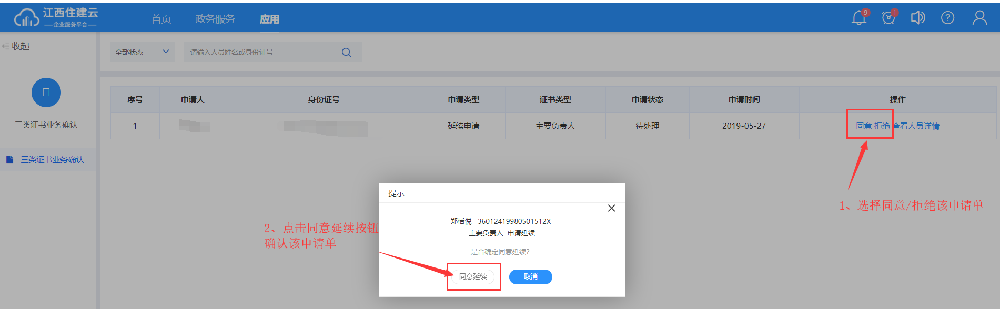 江西住建云
企业服务平台
首页 政务服务 应用
9 1 ?
收起
全部状态 请输入人员姓名或身份证号
三类证书业务确认
三类证书业务确认
序号 申请人 身份证号 申请类型 证书类型 申请状态 申请时间 操作
1 延续申请 主要负责人 待处理 2019-05-27 同意 拒绝 查看人员详情
1、选择同意/拒绝该申请单
提示
郑恬悦 36012419980501512X
主要负责人 申请延续
是否确定同意延续?
同意延续 取消
2、点击同意延续按钮
确认该申请单